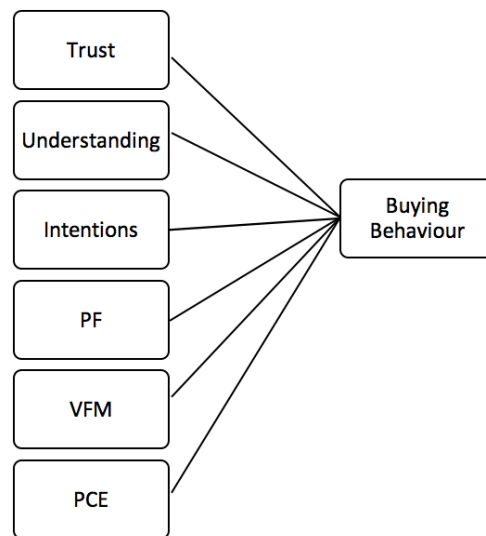 Trust
Understanding
Intentions
PF
VFM
PCE
Buying
Behaviour